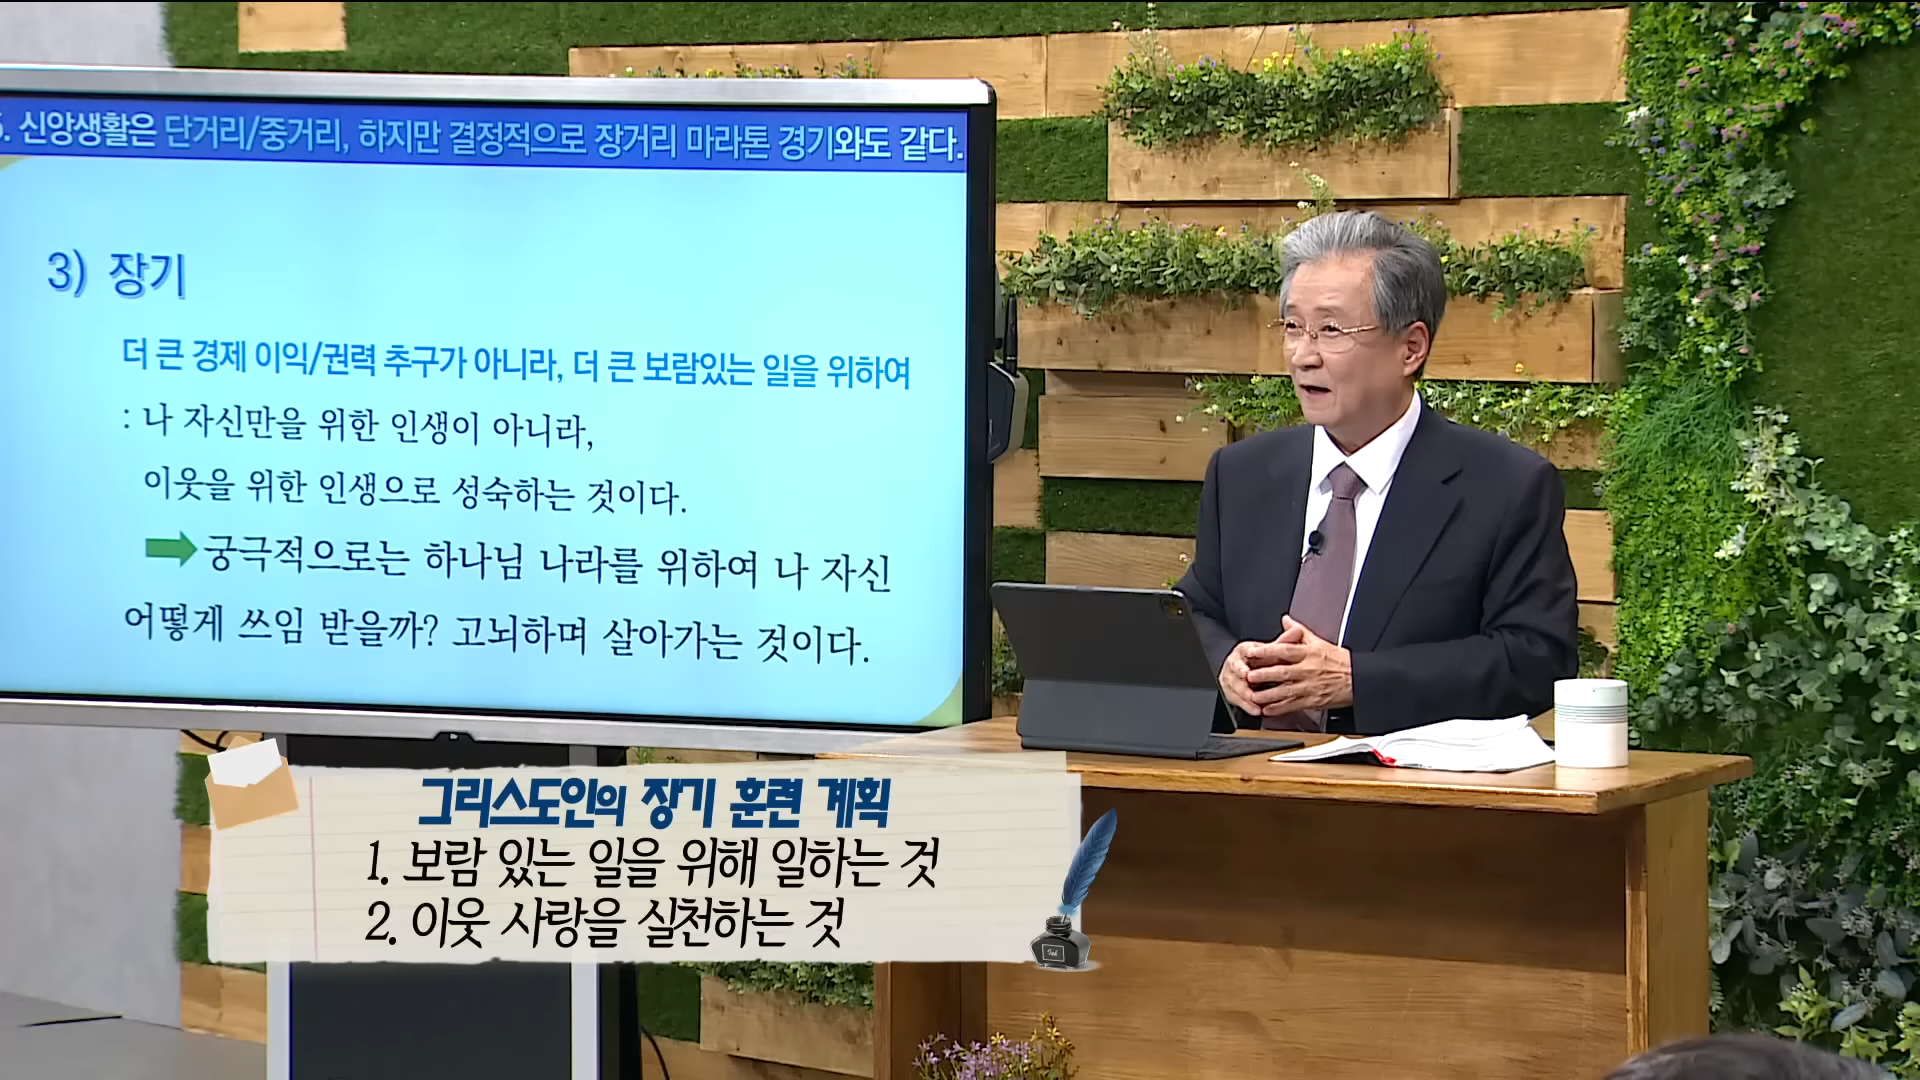 5. 신앙생활은 단거리/중거리, 하지만 결정적으로 장거리 마라톤 경기와도 같다.
3) 장기
더 큰 경제 이익/권력 추구가 아니라, 더 큰 보람있는 일을 위하여
: 나 자신만을 위한 인생이 아니라,
이웃을 위한 인생으로 성숙하는 것이다.
궁극적으로는 하나님 나라를 위하여 나 자신
어떻게 쓰임 받을까? 고뇌하며 살아가는 것이다.
그리스도인의 장기 훈련 계획
1. 보람 있는 일을 위해 일하는 것
2. 이웃 사랑을 실천하는 것
Ink